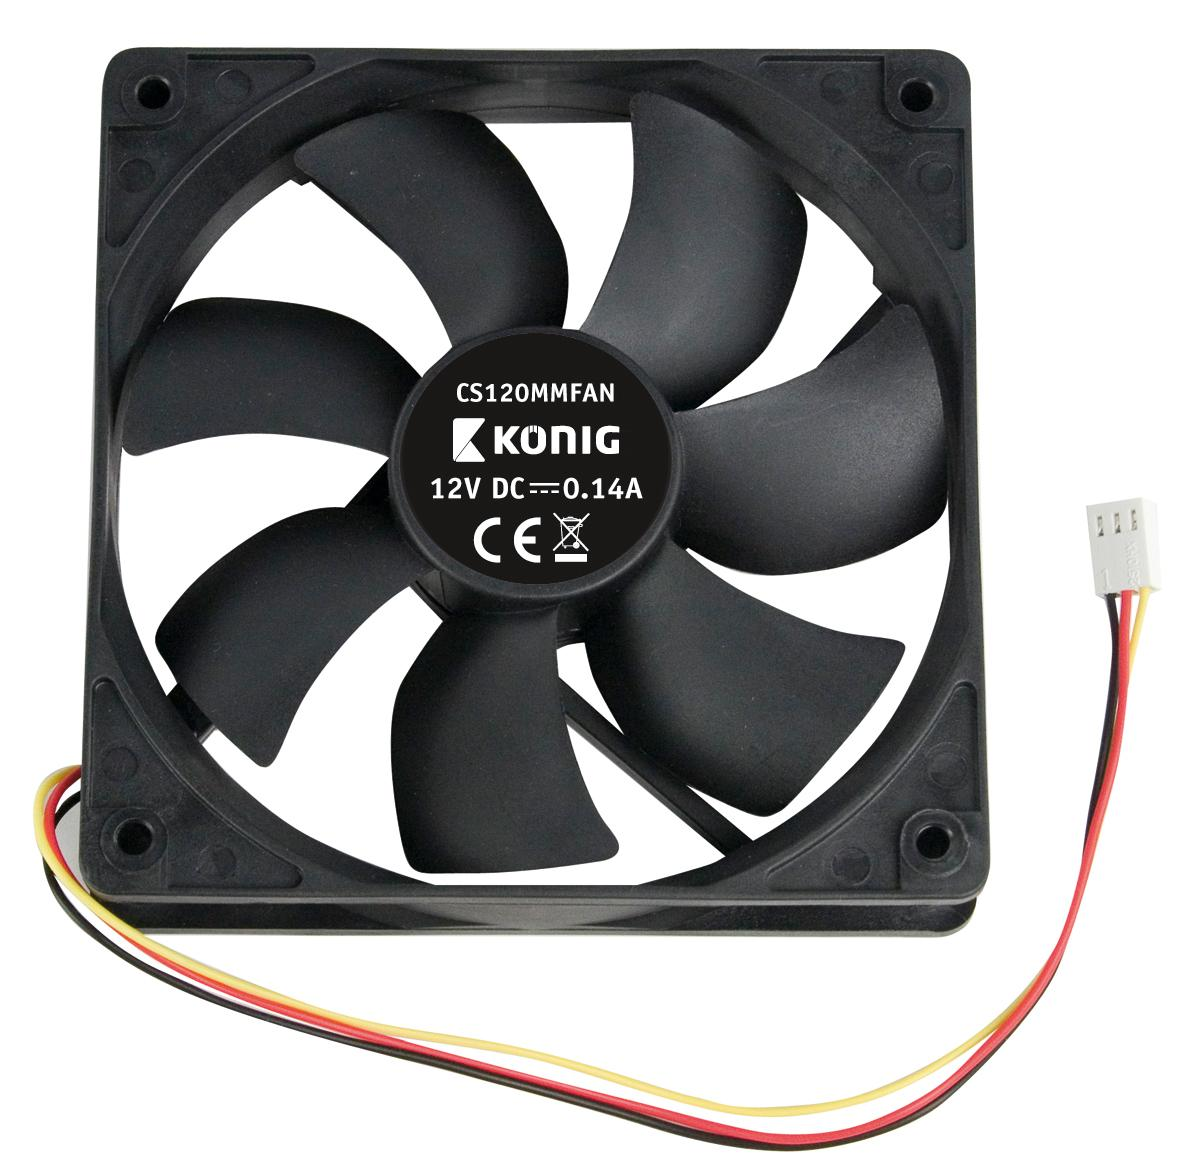 CS120MMFAN
KÖNIG
12V DC⎓0.14A
CE